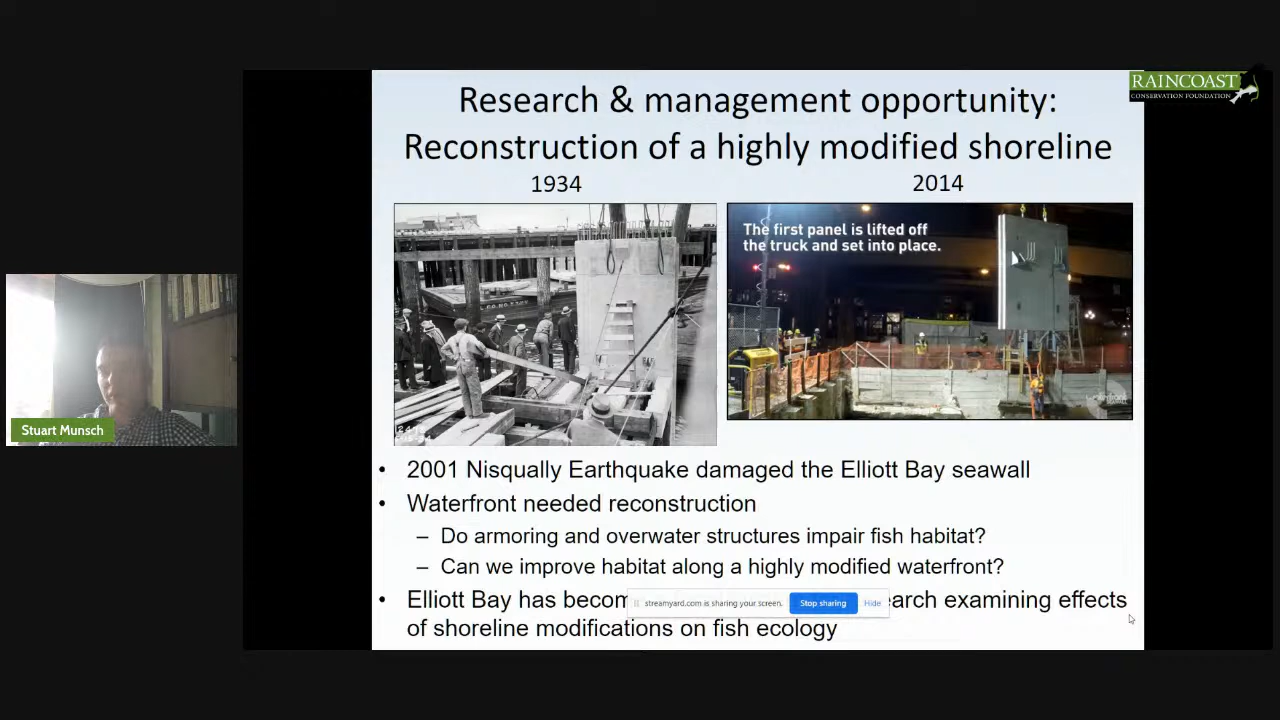 RAINCOAST
CONSERVATION FOUNDATION
Research & management opportunity:
Reconstruction of a highly modified shoreline
1934
2014
The first panel is lifted off
the truck and set into place.
Stuart Munsch
• 2001 Nisqually Earthquake damaged the Elliott Bay seawall
• Waterfront needed reconstruction
– Do armoring and overwater structures impair fish habitat?
– Can we improve habitat along a highly modified waterfront?
• Elliott Bay has becom earch examining effects
streamyard.com is sharing your screen. Stop sharing Hide
of shoreline modifications on fish ecology